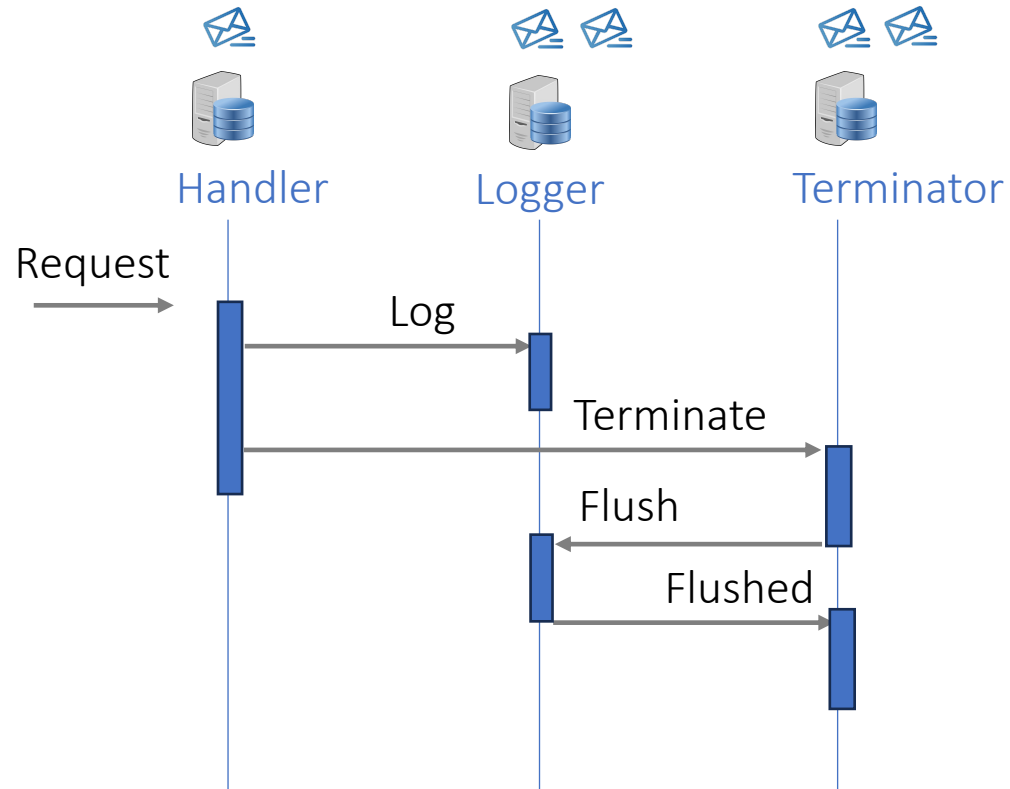 Handler
Logger
Terminator
Request
Log
Terminate
Flush
Flushed